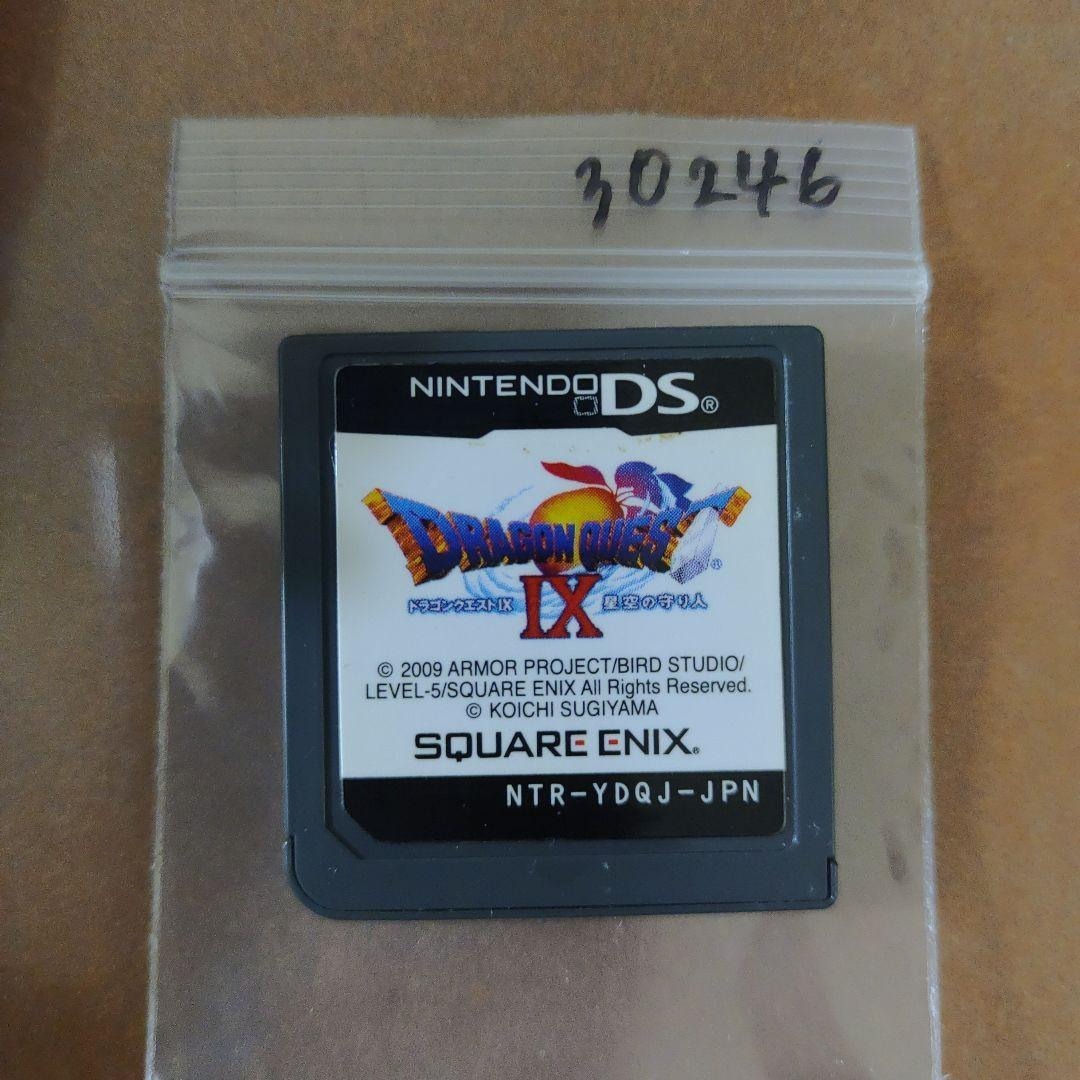 30246
NINTENDO DS®
DRAGON QUEST®
IX
ドラゴンクエストIX 星空の守り人
© 2009 ARMOR PROJECT/BIRD STUDIO/
LEVEL-5/SQUARE ENIX All Rights Reserved.
© KOICHI SUGIYAMA
SQUARE ENIX®
NTR-YDQJ-JPN